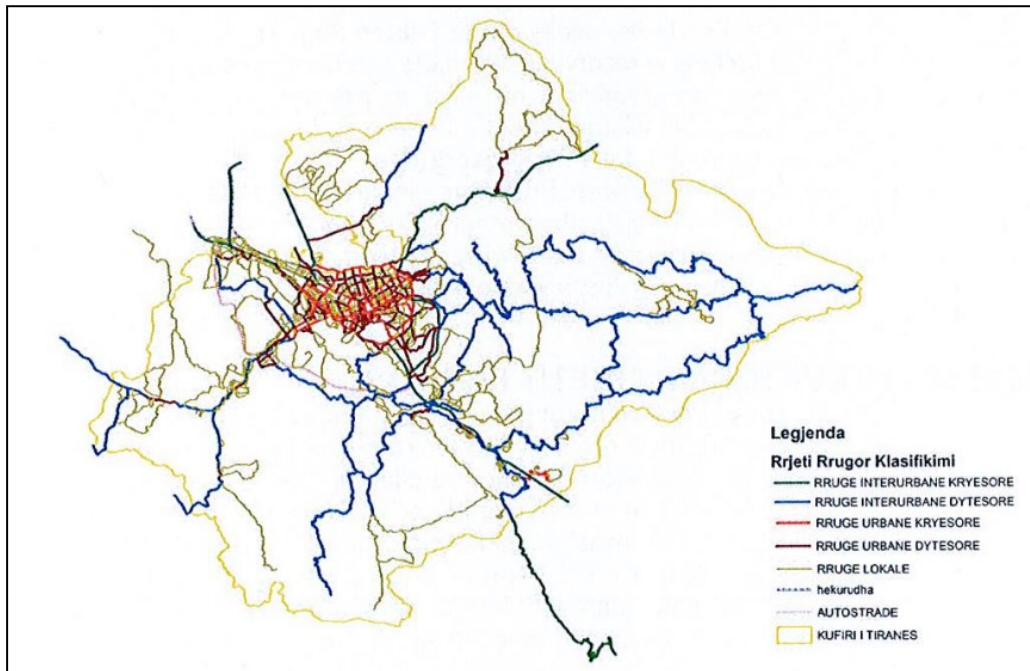 Legjenda
Rrjeti Rrugor Klasifikimi
RRUGE INTERURBANE KRYESORE
RRUGE INTERURBANE DYTESORE
RRUGE URBANE KRYESORE
RRUGE URBANE DYTESORE
RRUGE LOKALE
hekurudha
AUTOSTRADE
KUFIRI I TIRANES